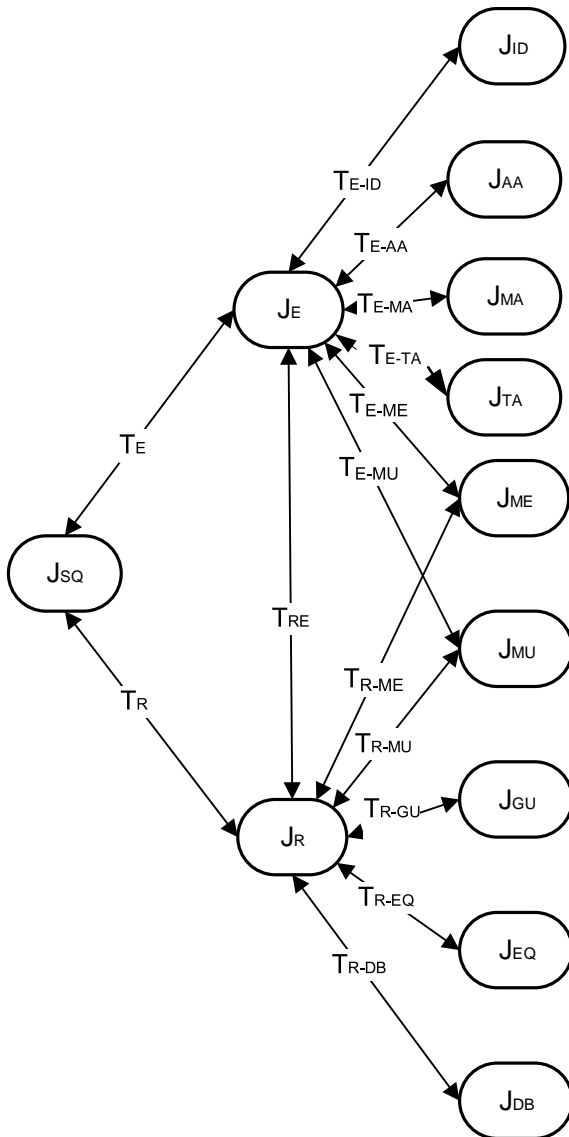 JID
TE-ID
JAA
TE-AA
JE
TE-MA
JMA
TE-TA
JTA
TE-ME
TE
TE-MU
JME
JSQ
TRE
JMU
TR-ME
TR
TR-MU
JGU
TR-GU
JR
TR-EQ
JEQ
TR-DB
JDB